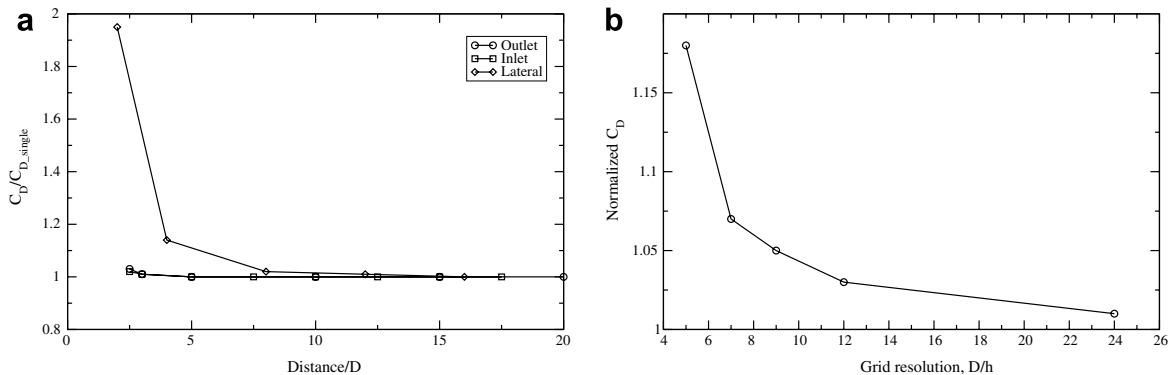 a
2
1.8
1.6
1.4
1.2
1
0.8
C_D/C_D_single
0 5 10 15 20
Distance/D
Outlet
Inlet
Lateral
b
1.15
1.1
1.05
1
Normalized C_D
4 6 8 10 12 14 16 18 20 22 24 26
Grid resolution, D/h